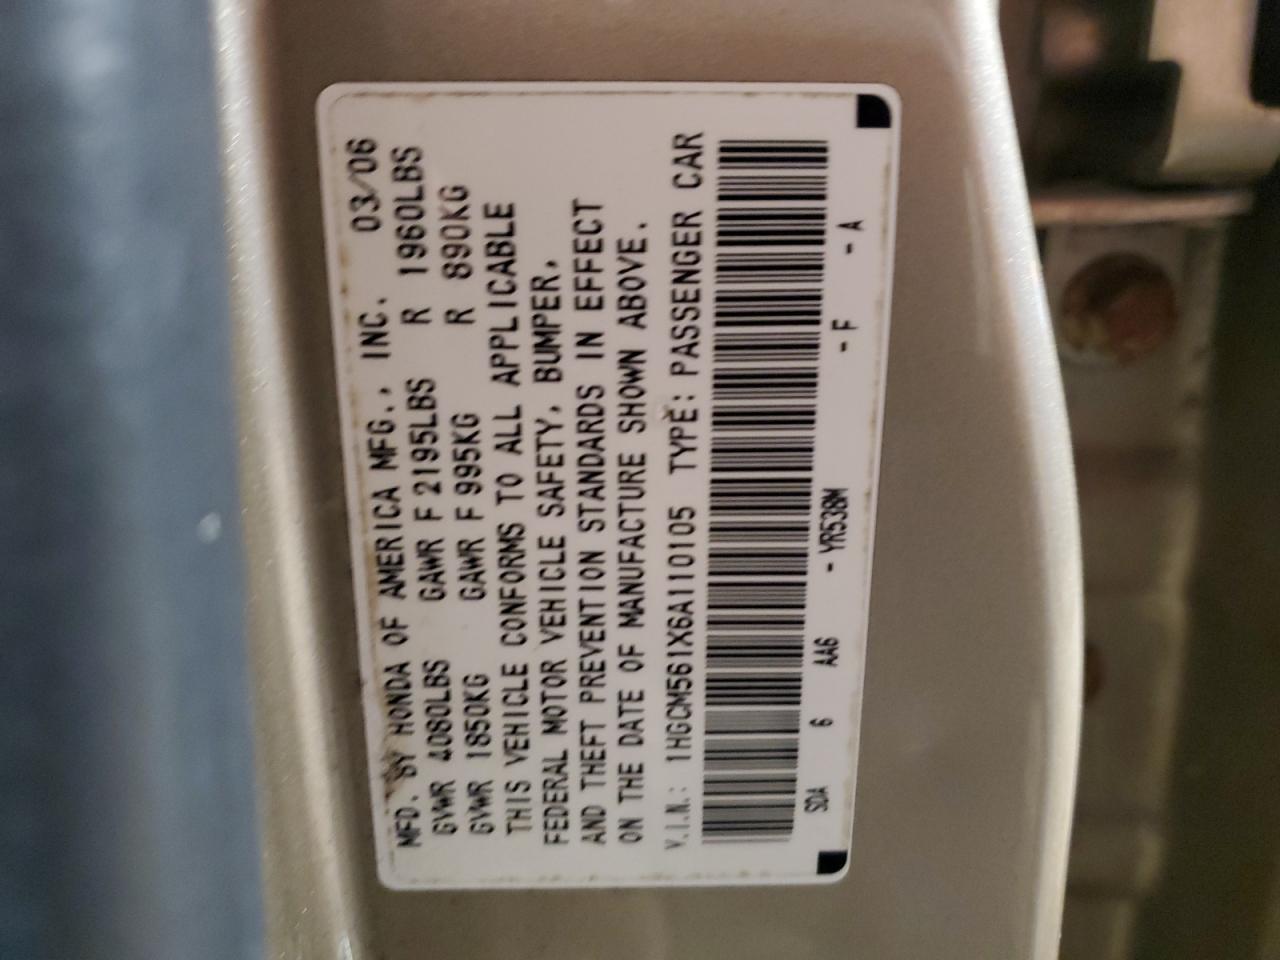 MFD. BY HONDA OF AMERICA MFG., INC. 03/06
GVWR 4080LBS GAWR F 2195LBS R 1960LBS
GVWR 1850KG GAWR F 995KG R 890KG
THIS VEHICLE CONFORMS TO ALL APPLICABLE
FEDERAL MOTOR VEHICLE SAFETY, BUMPER,
AND THEFT PREVENTION STANDARDS IN EFFECT
ON THE DATE OF MANUFACTURE SHOWN ABOVE.
V.I.N.: 1HGCM561X6A110105 TYPE: PASSENGER CAR
SDA 6 AA6 - YR538M - F - A